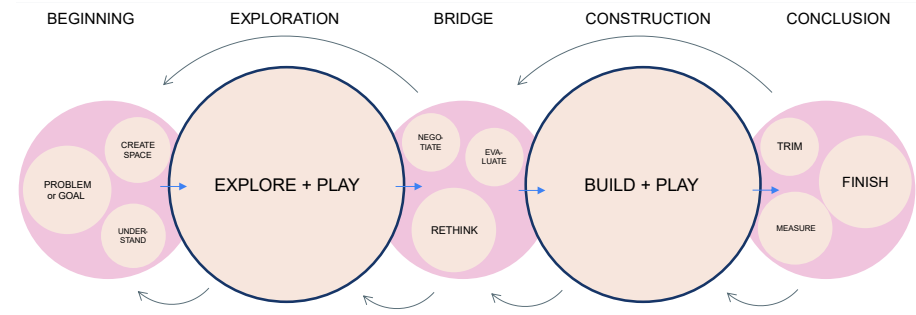 BEGINNING
EXPLORATION
BRIDGE
CONSTRUCTION
CONCLUSION
CREATE
SPACE
PROBLEM
or GOAL
UNDER-
STAND
EXPLORE + PLAY
NEGO-
TIATE
EVA-
LUATE
RETHINK
BUILD + PLAY
TRIM
FINISH
MEASURE